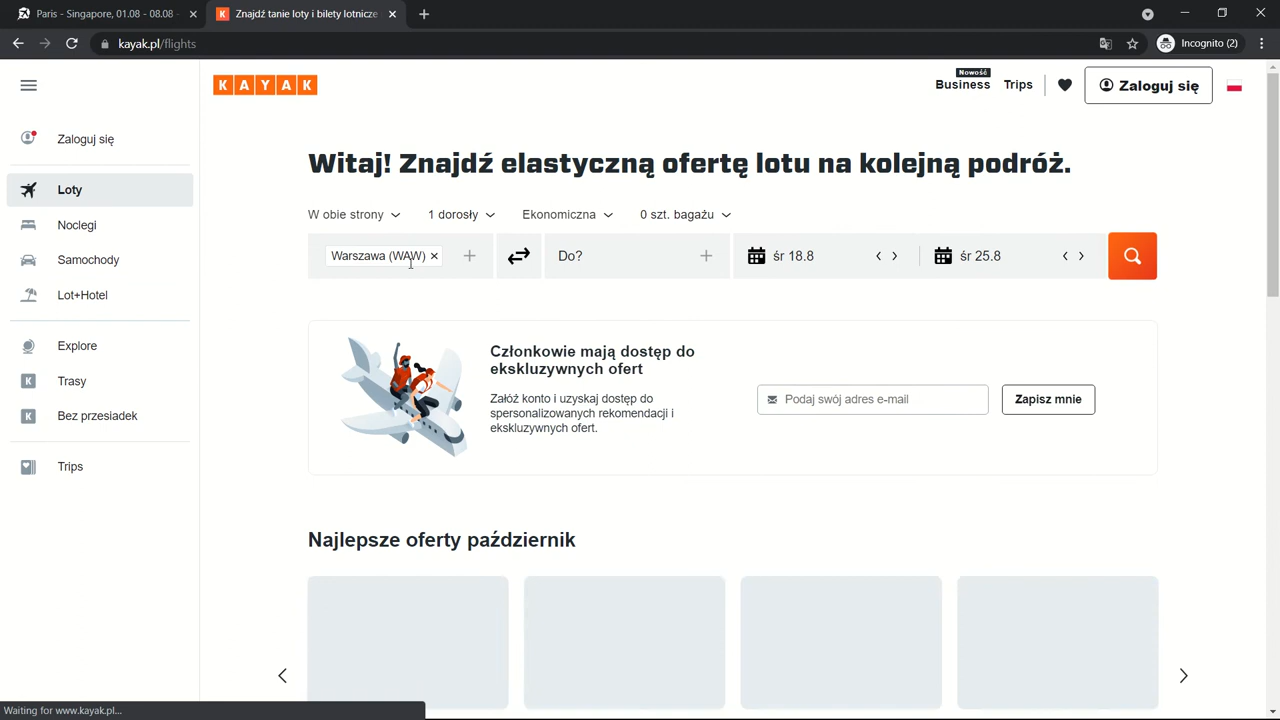 Paris - Singapore, 01.08 - 08.08 -
Znajdź tanie loty i bilety lotnicze
kayak.pl/flights
Incognito (2)
KAYAK
Nowość
Business
Trips
Zaloguj się
Zaloguj się
Loty
Noclegi
Samochody
Lot+Hotel
Explore
Trasy
Bez przesiadek
Trips
Witaj! Znajdź elastyczną ofertę lotu na kolejną podróż.
W obie strony
1 dorosły
Ekonomiczna
0 szt. bagażu
Warszawa (WAW)
Do?
śr 18.8
śr 25.8
Członkowie mają dostęp do
ekskluzywnych ofert
Załóż konto i uzyskaj dostęp do
spersonalizowanych rekomendacji i
ekskluzywnych ofert.
Podaj swój adres e-mail
Zapisz mnie
Najlepsze oferty październik
Waiting for www.kayak.pl...